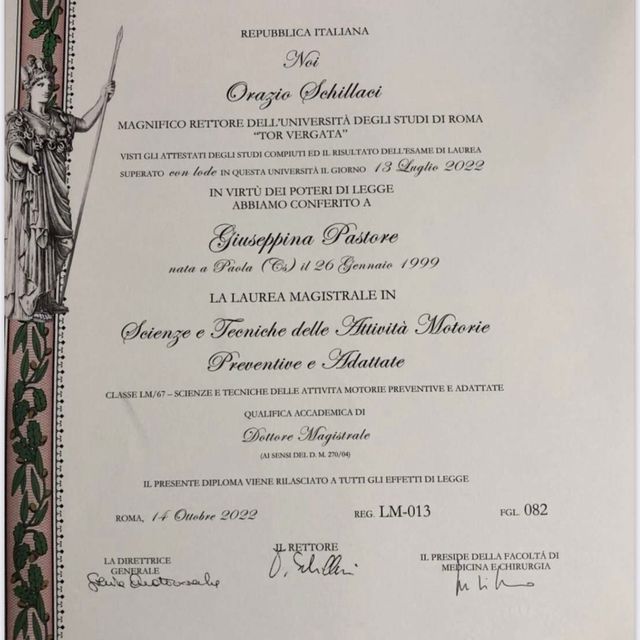 REPUBBLICA ITALIANA
Noi
Orazio Schillaci
MAGNIFICO RETTORE DELL'UNIVERSITÀ DEGLI STUDI DI ROMA
"TOR VERGATA"
VISTI GLI ATTESTATI DEGLI STUDI COMPIUTI ED IL RISULTATO DELL'ESAME DI LAUREA
SUPERATO con lode IN QUESTA UNIVERSITÀ IL GIORNO 13 Luglio 2022
IN VIRTÙ DEI POTERI DI LEGGE
ABBIAMO CONFERITO A
Giuseppina Pastore
nata a Paola (Cs) il 26 Gennaio 1999
LA LAUREA MAGISTRALE IN
Scienze e Tecniche delle Attività Motorie
Preventive e Adattate
CLASSE LM/67 – SCIENZE E TECNICHE DELLE ATTIVITA MOTORIE PREVENTIVE E ADATTATE
QUALIFICA ACCADEMICA DI
Dottore Magistrale
(AI SENSI DEL D. M. 270/04)
IL PRESENTE DIPLOMA VIENE RILASCIATO A TUTTI GLI EFFETTI DI LEGGE
ROMA, 14 Ottobre 2022 REG. LM-013 FGL. 082
LA DIRETTRICE
GENERALE
IL RETTORE
O. Schillaci
IL PRESIDE DELLA FACOLTÁ DI
MEDICINA E CHIRURGIA